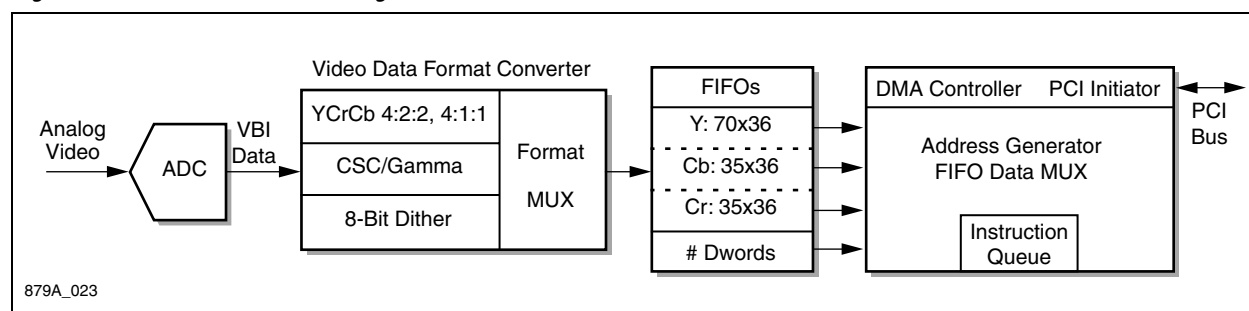 Video Data Format Converter
Analog
Video
ADC
VBI
Data
YCrCb 4:2:2, 4:1:1
CSC/Gamma
8-Bit Dither
Format
MUX
FIFOs
Y: 70x36
Cb: 35x36
Cr: 35x36
# Dwords
DMA Controller
PCI Initiator
Address Generator
FIFO Data MUX
Instruction
Queue
PCI
Bus
879A_023